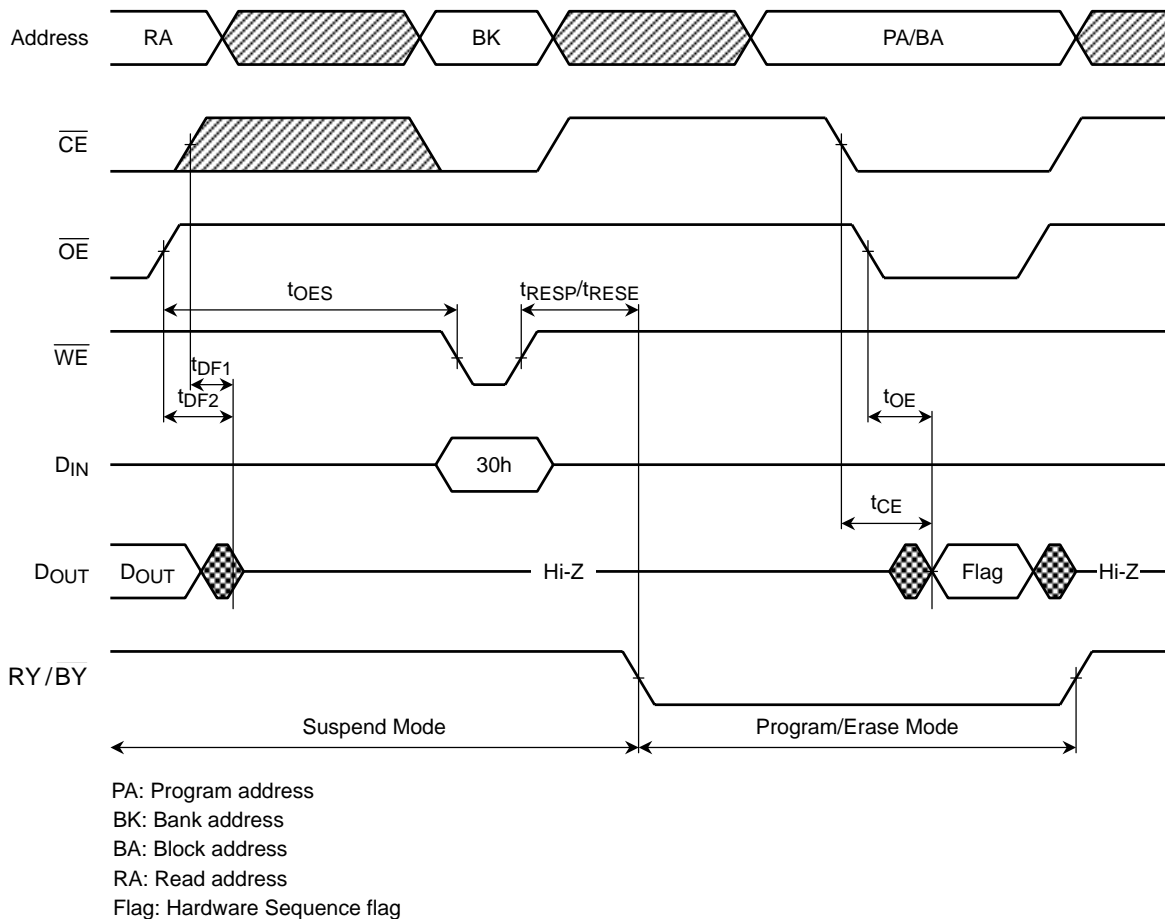 Address RA BK PA/BA
CE
OE
tOES tRESP/tRESE
WE
tDF1
tDF2 tOE
DIN 30h
tCE
DOUT DOUT Hi-Z Flag Hi-Z
RY/BY
Suspend Mode Program/Erase Mode
PA: Program address
BK: Bank address
BA: Block address
RA: Read address
Flag: Hardware Sequence flag